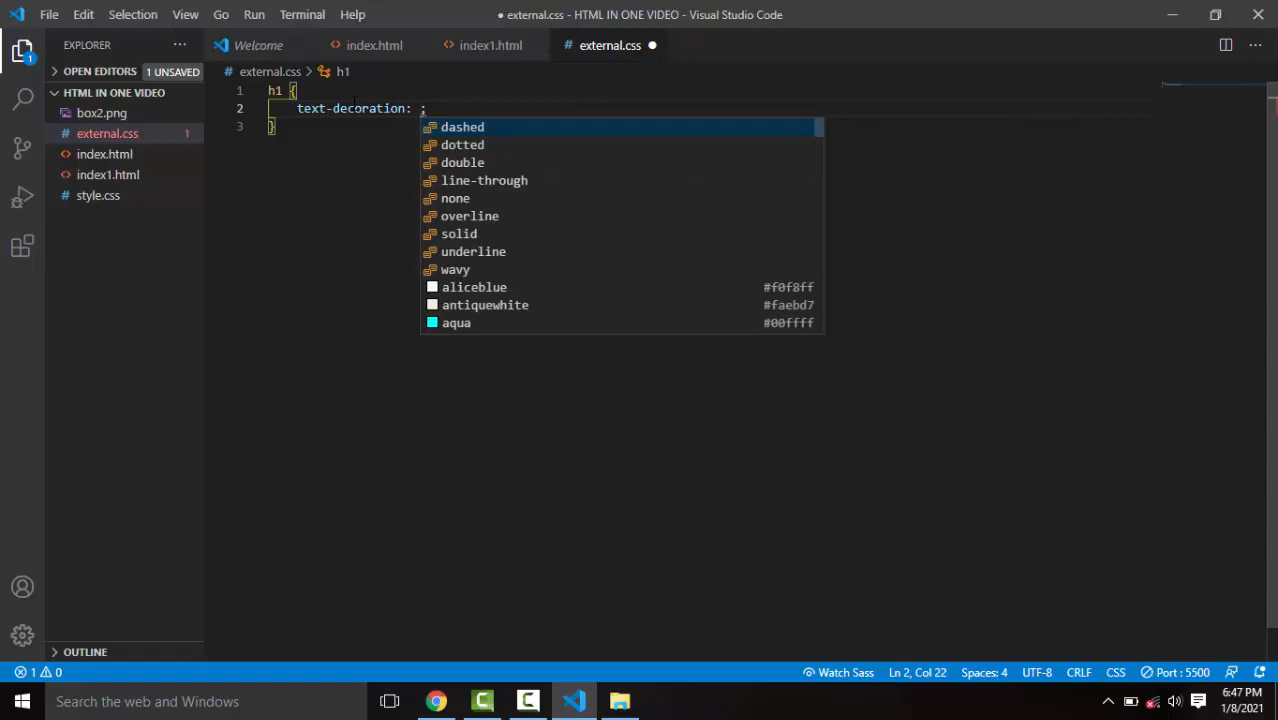 File Edit Selection View Go Run Terminal Help
● external.css - HTML IN ONE VIDEO - Visual Studio Code
EXPLORER
Welcome
index.html
index1.html
# external.css
OPEN EDITORS 1 UNSAVED
# external.css > h1
HTML IN ONE VIDEO
box2.png
# external.css 1
index.html
index1.html
# style.css
1 h1 {
2 text-decoration: ;
3 }
dashed
dotted
double
line-through
none
overline
solid
underline
wavy
aliceblue #f0f8ff
antiquewhite #faebd7
aqua #00ffff
OUTLINE
1 0
Watch Sass
Ln 2, Col 22
Spaces: 4
UTF-8
CRLF
CSS
Port : 5500
1
Search the web and Windows
6:47 PM
1/8/2021